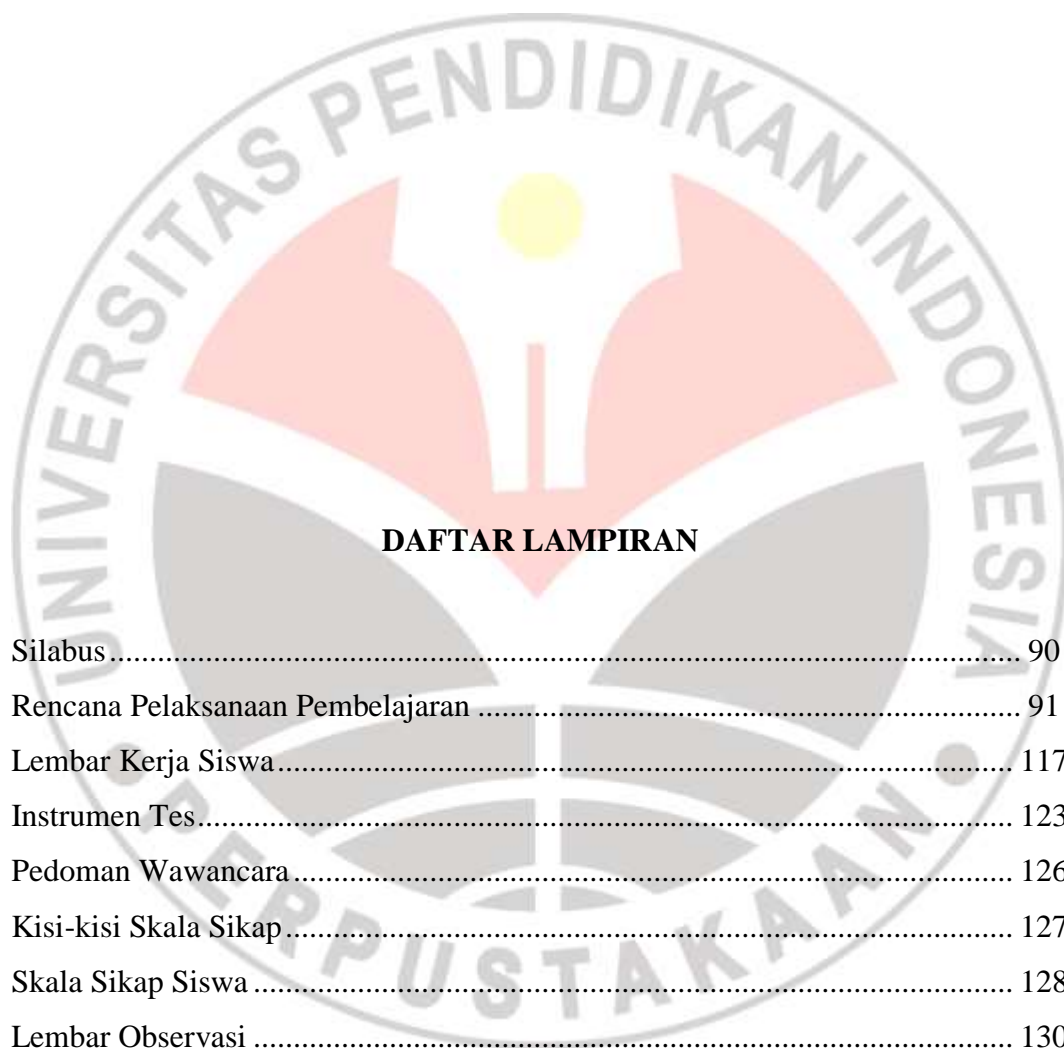 UNIVERSITAS PENDIDIKAN INDONESIA
DAFTAR LAMPIRAN
Silabus........................................................................................................ 90
Rencana Pelaksanaan Pembelajaran .............................................................. 91
Lembar Kerja Siswa.................................................................................... 117
Instrumen Tes............................................................................................. 123
Pedoman Wawancara.................................................................................. 126
Kisi-kisi Skala Sikap................................................................................... 127
Skala Sikap Siswa ...................................................................................... 128
Lembar Observasi ...................................................................................... 130
PERPUSTAKAAN